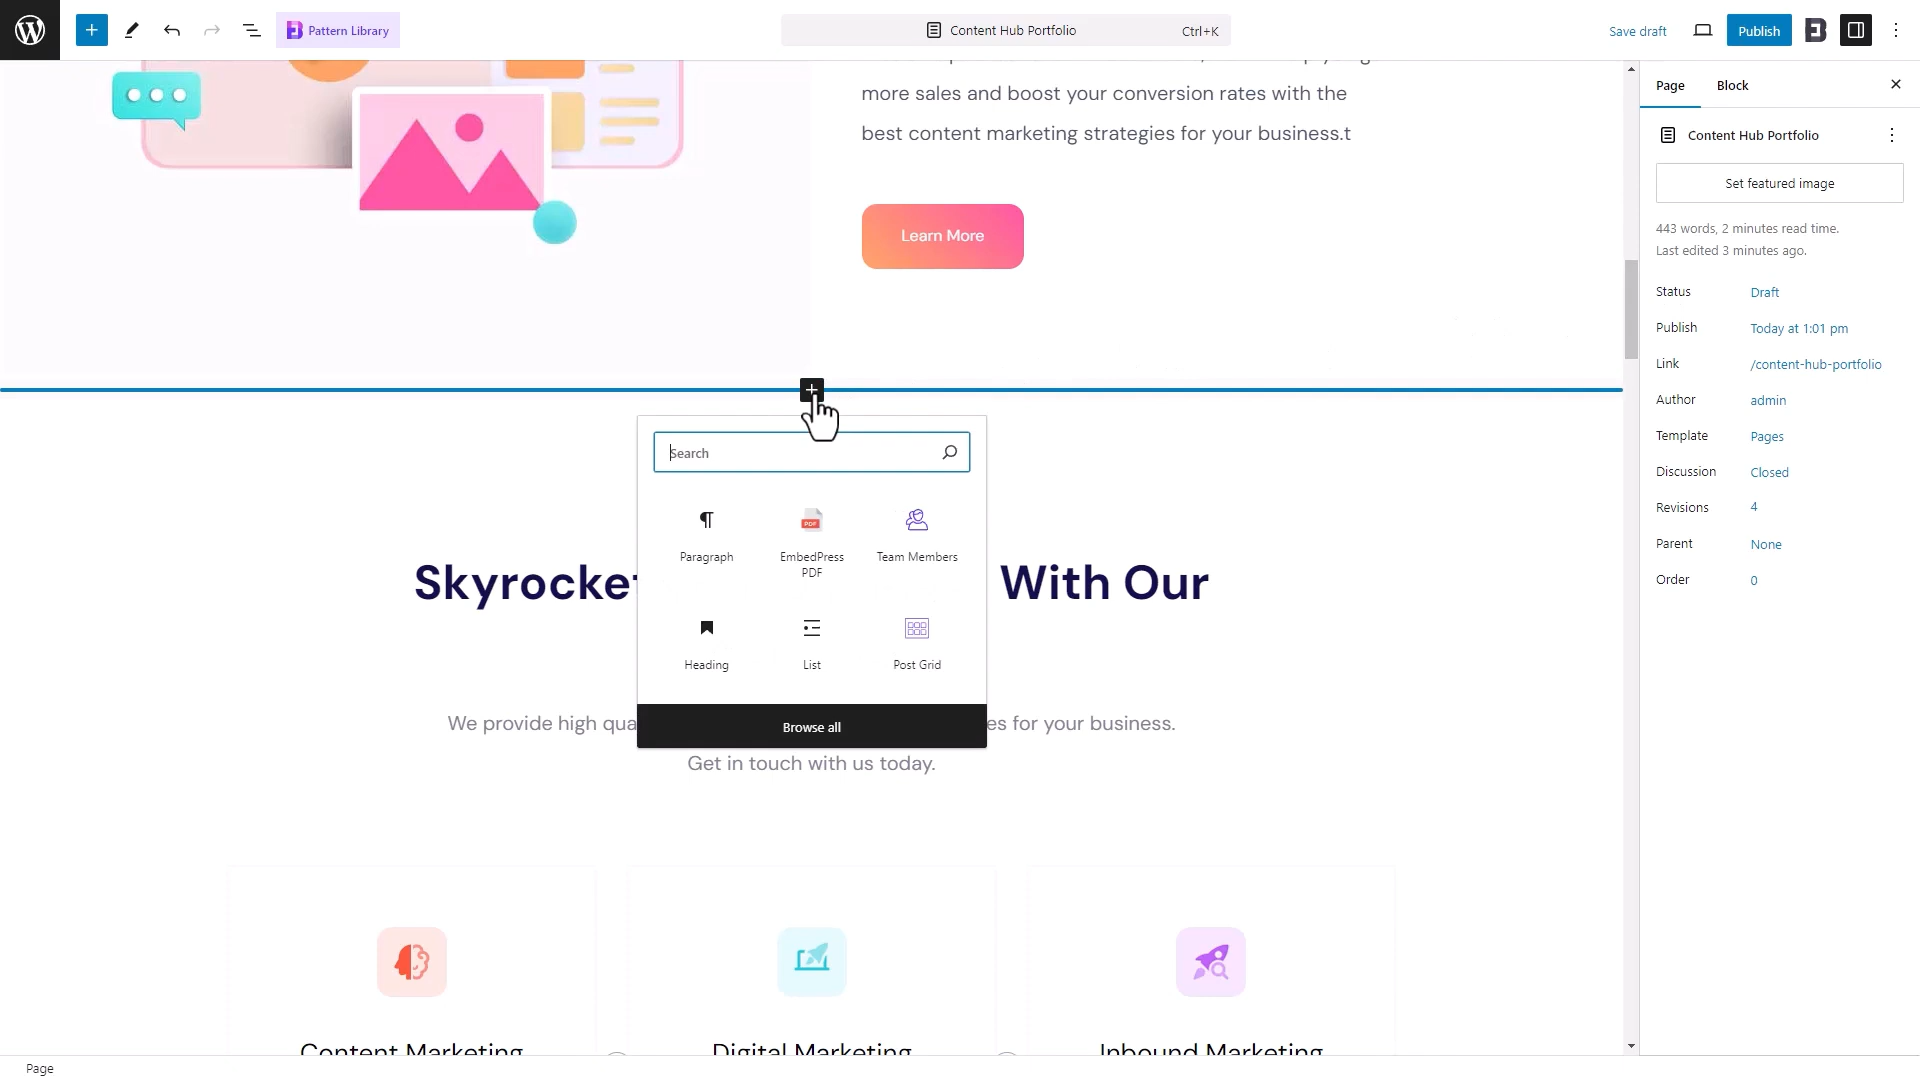 Pattern Library
Content Hub Portfolio
Ctrl+K
Save draft
Publish
more sales and boost your conversion rates with the
best content marketing strategies for your business.t
Learn More
Search
Paragraph
EmbedPress
PDF
Team Members
Heading
List
Post Grid
Browse all
Skyrocket With Our
We provide high qua
es for your business.
Get in touch with us today.
Content Marketing
Digital Marketing
Inbound Marketing
Page
Block
Content Hub Portfolio
Set featured image
443 words, 2 minutes read time.
Last edited 3 minutes ago.
Status Draft
Publish Today at 1:01 pm
Link /content-hub-portfolio
Author admin
Template Pages
Discussion Closed
Revisions 4
Parent None
Order 0
Page